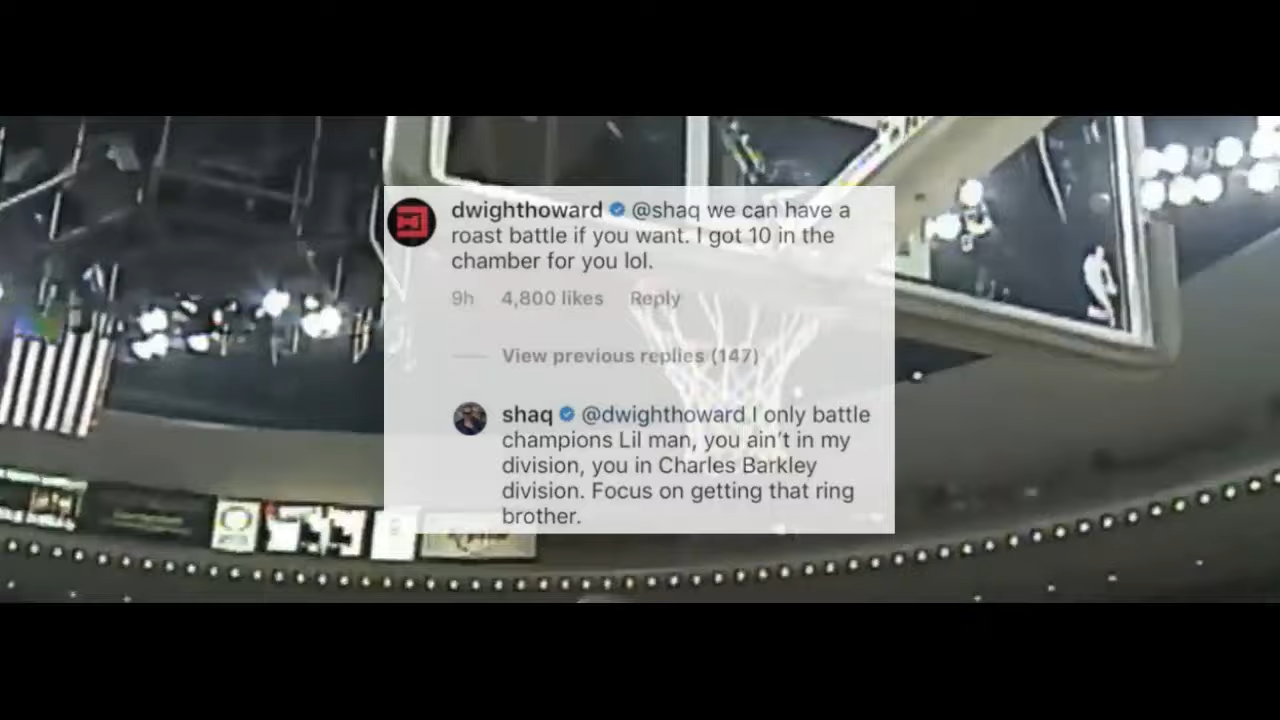 dwighthoward @shaq we can have a
roast battle if you want. I got 10 in the
chamber for you lol.
9h 4,800 likes Reply
View previous replies (147)
shaq @dwighthoward I only battle
champions Lil man, you ain't in my
division, you in Charles Barkley
division. Focus on getting that ring
brother.